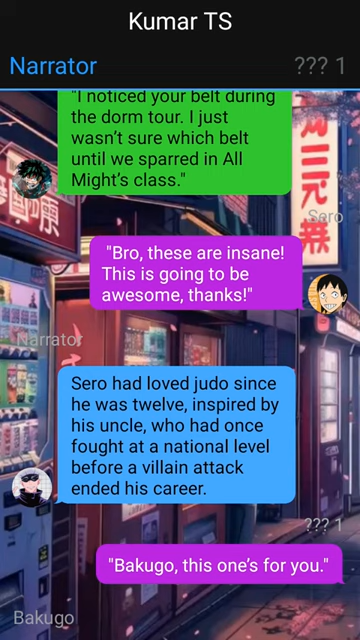 Kumar TS
Narrator
??? 1
"I noticed your belt during
the dorm tour. I just
wasn’t sure which belt
until we sparred in All
Might’s class."
Sero
"Bro, these are insane!
This is going to be
awesome, thanks!"
Narrator
Sero had loved judo since
he was twelve, inspired by
his uncle, who had once
fought at a national level
before a villain attack
ended his career.
??? 1
"Bakugo, this one’s for you."
Bakugo